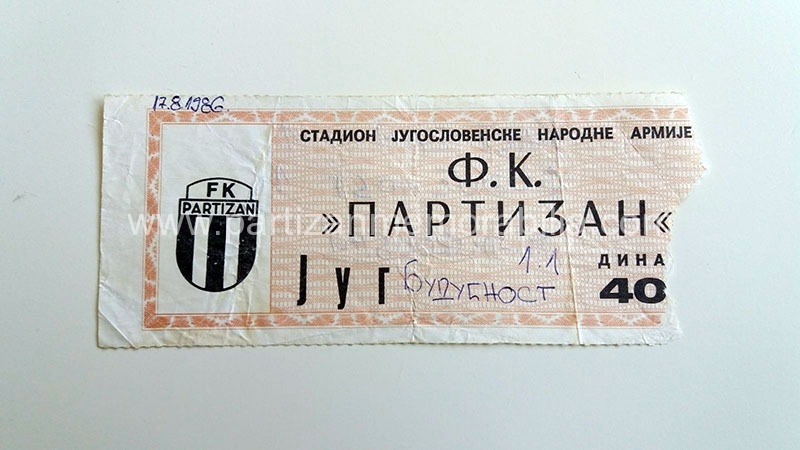 17.8.1986.
СТАДИОН ЈУГОСЛОВЕНСКЕ НАРОДНЕ АРМИЈЕ
Ф.К.
»ПАРТИЗАН«
FK
PARTIZAN
ЈУГ
БУДУЋНОСТ 1.1
ДИНА
40